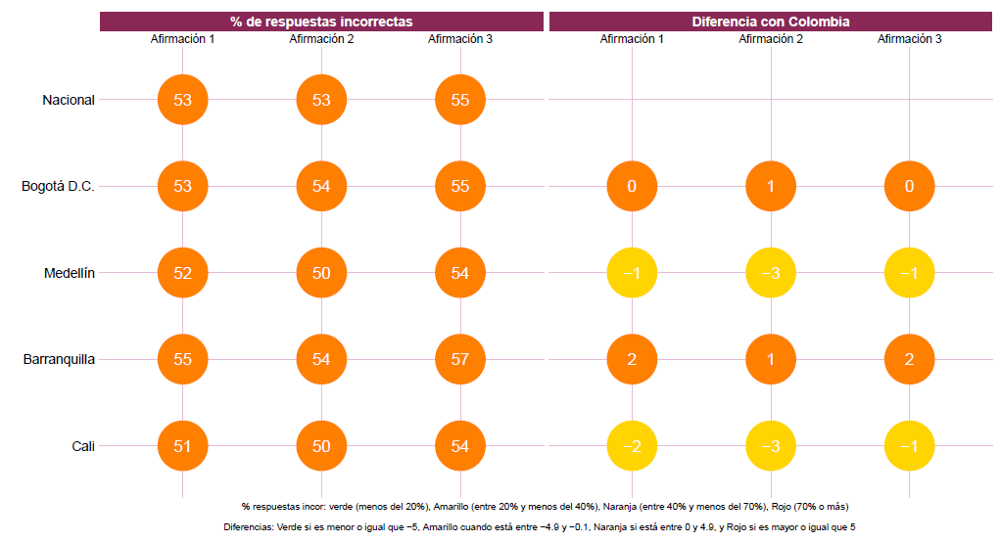 % de respuestas incorrectas Diferencia con Colombia
Afirmación 1 Afirmación 2 Afirmación 3 Afirmación 1 Afirmación 2 Afirmación 3
Nacional 53 53 55
Bogotá D.C. 53 54 55 0 1 0
Medellín 52 50 54 −1 −3 −1
Barranquilla 55 54 57 2 1 2
Cali 51 50 54 −2 −3 −1
% respuestas incor: verde (menos del 20%), Amarillo (entre 20% y menos del 40%), Naranja (entre 40% y menos del 70%), Rojo (70% o más)
Diferencias: Verde si es menor o igual que −5, Amarillo cuando está entre −4.9 y −0.1, Naranja si está entre 0 y 4.9, y Rojo si es mayor o igual que 5